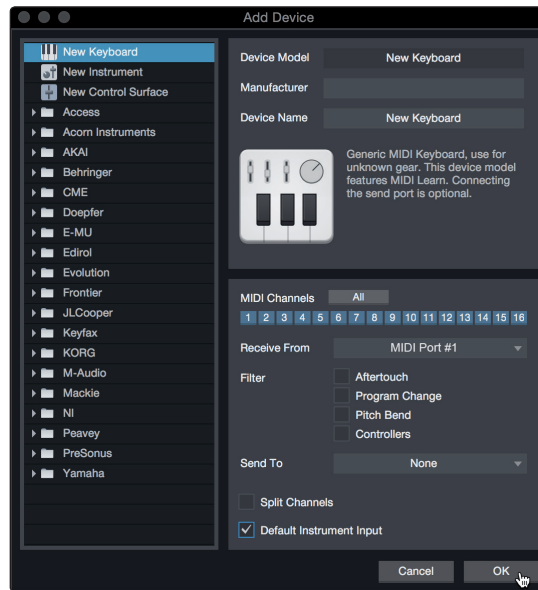 Add Device
New Keyboard
New Instrument
New Control Surface
Access
Acorn Instruments
AKAI
Behringer
CME
Doepfer
E-MU
Edirol
Evolution
Frontier
JLCooper
Keyfax
KORG
M-Audio
Mackie
NI
Peavey
PreSonus
Yamaha
Device Model New Keyboard
Manufacturer
Device Name New Keyboard
Generic MIDI Keyboard, use for
unknown gear. This device model
features MIDI Learn. Connecting
the send port is optional.
MIDI Channels All
1 2 3 4 5 6 7 8 9 10 11 12 13 14 15 16
Receive From MIDI Port #1
Filter Aftertouch
Program Change
Pitch Bend
Controllers
Send To None
Split Channels
Default Instrument Input
Cancel OK